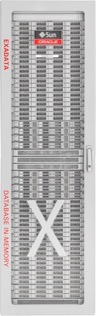 Sun
ORACLE
EXADATA
DATABASE IN-MEMORY
X